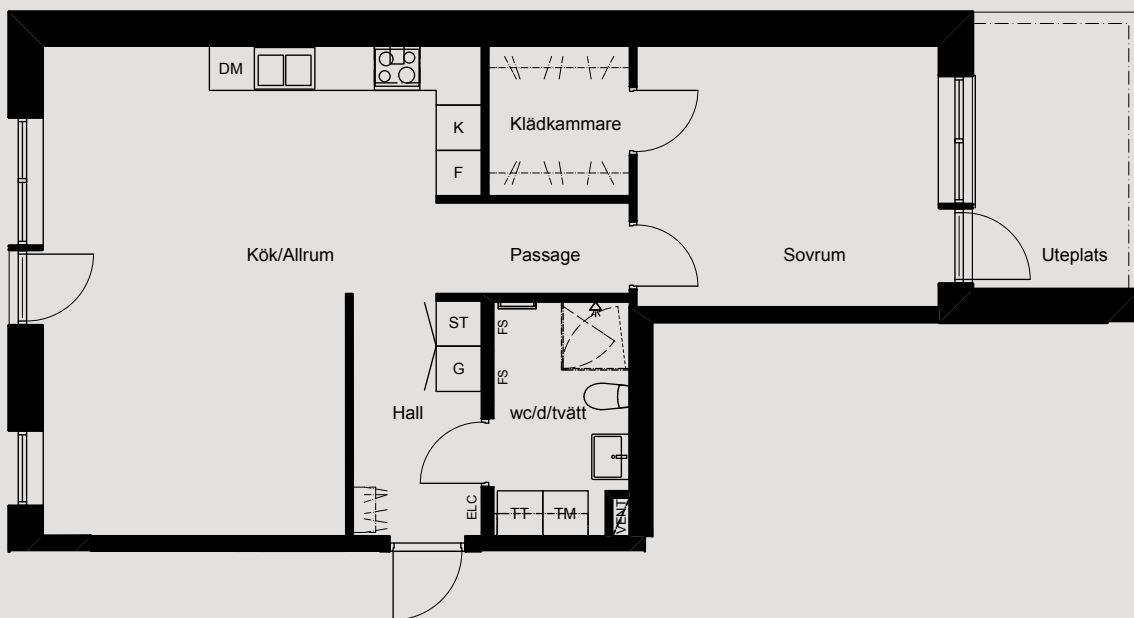 DM
K
F
Klädkammare
Kök/Allrum
Passage
Sovrum
Uteplats
ST
G
FS
FS
Hall
wc/d/tvätt
ELC
TT
TM
VENT